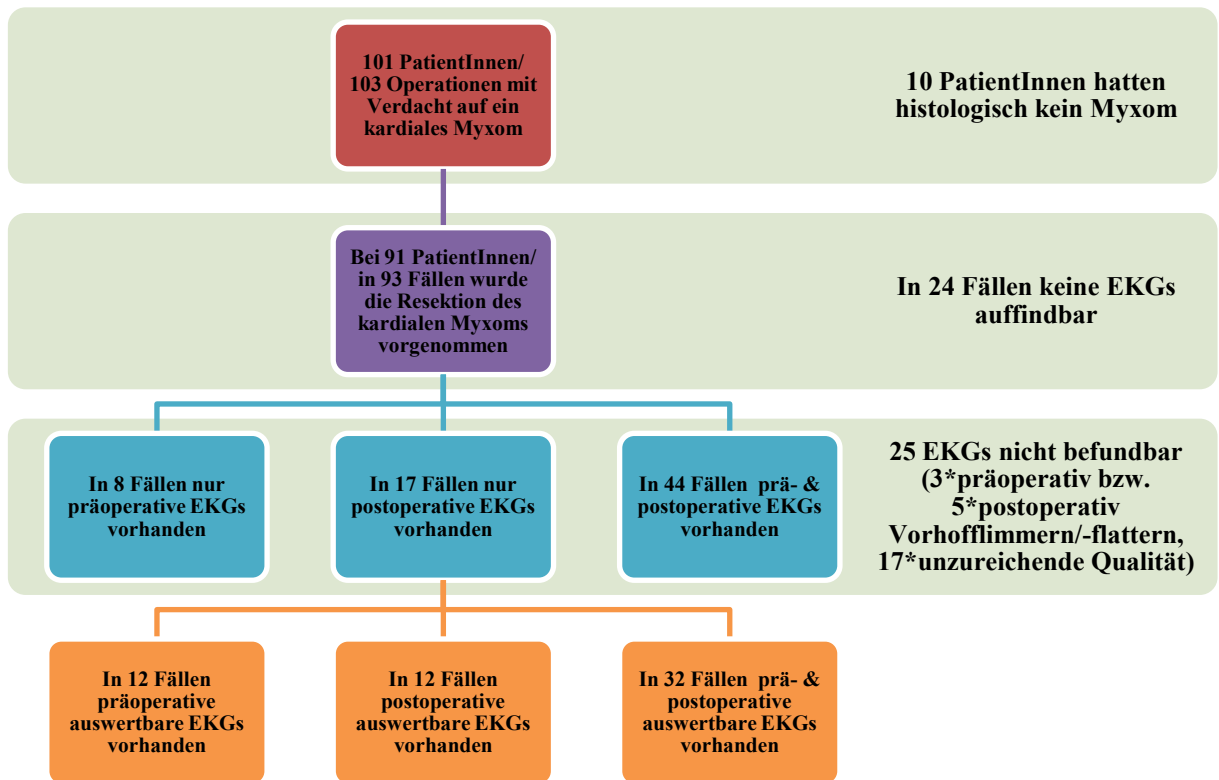 101 PatientInnen/
103 Operationen mit
Verdacht auf ein
kardiales Myxom
10 PatientInnen hatten
histologisch kein Myxom
Bei 91 PatientInnen/
in 93 Fällen wurde
die Resektion des
kardialen Myxoms
vorgenommen
In 24 Fällen keine EKGs
auffindbar
In 8 Fällen nur
präoperative EKGs
vorhanden
In 17 Fällen nur
postoperative EKGs
vorhanden
In 44 Fällen prä- &
postoperative EKGs
vorhanden
25 EKGs nicht befundbar
(3*präoperativ bzw.
5*postoperativ
Vorhofflimmern/-flattern,
17*unzureichende Qualität)
In 12 Fällen
präoperative
auswertbare EKGs
vorhanden
In 12 Fällen
postoperative
auswertbare EKGs
vorhanden
In 32 Fällen prä- &
postoperative
auswertbare EKGs
vorhanden